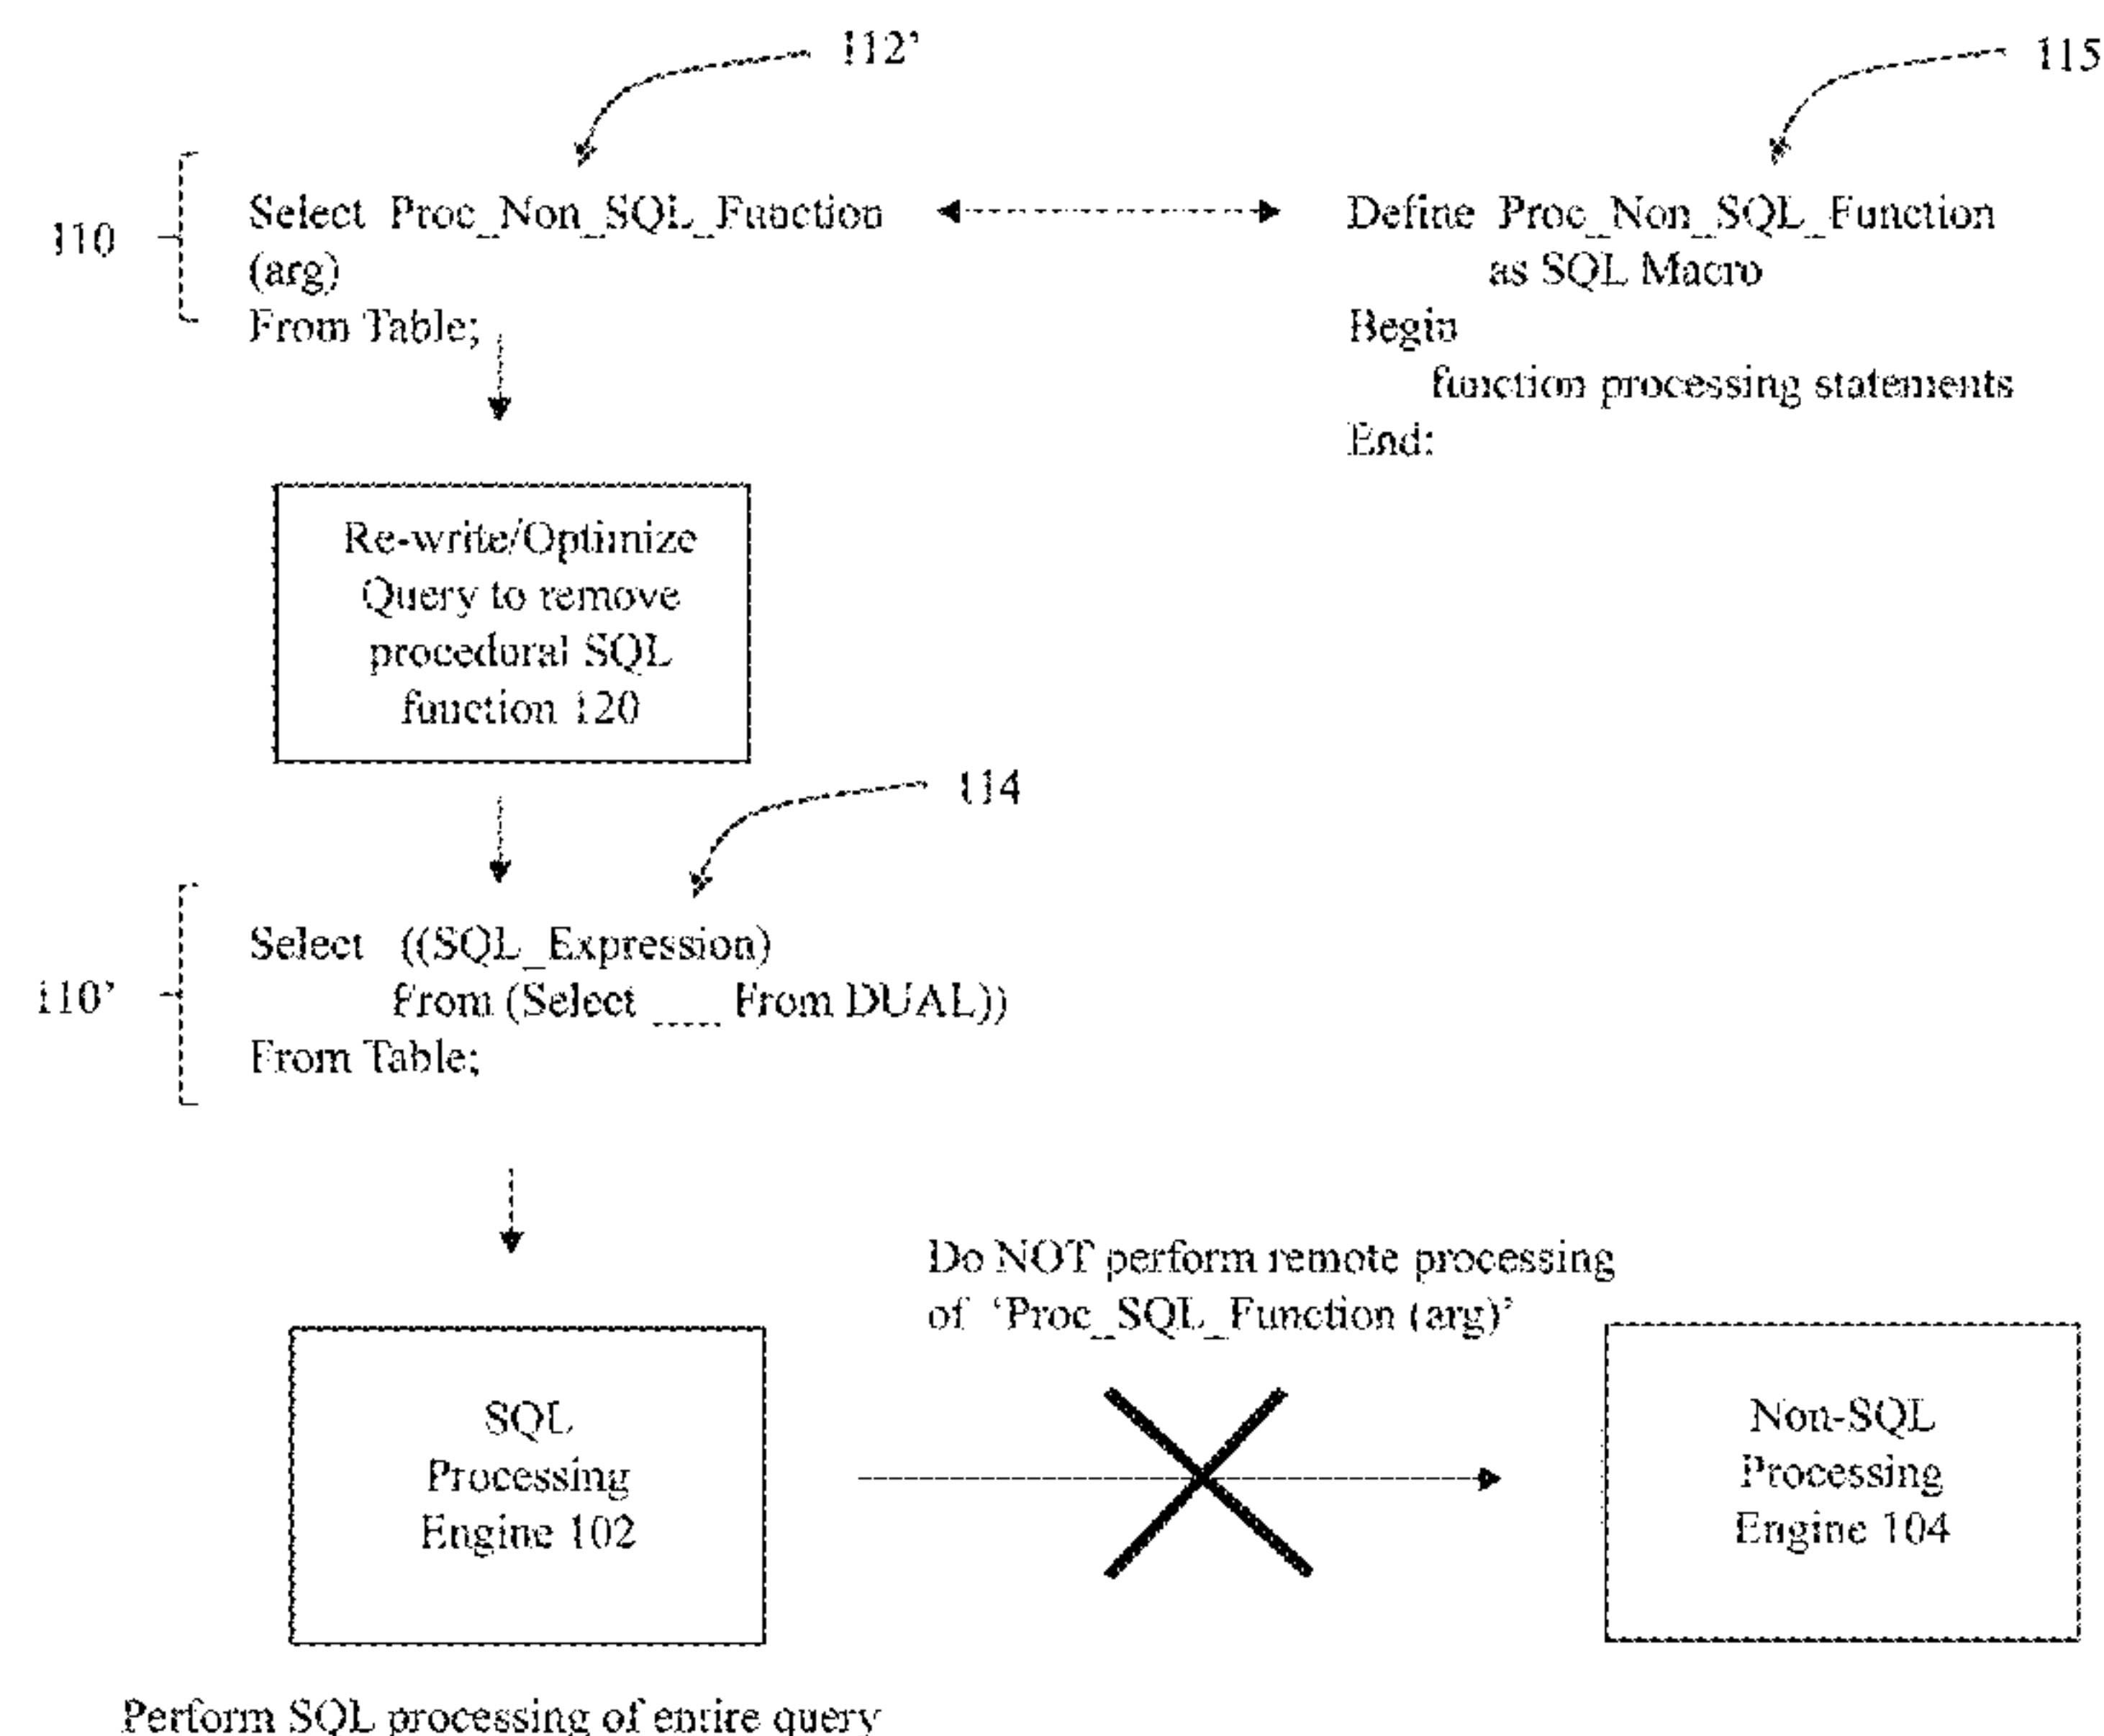 112’
115
110
Select Proc_Non_SQL_Function
(arg)
From Table;
Define Proc_Non_SQL_Function
as SQL Macro
Begin
function processing statements
End:
Re-write/Optimize
Query to remove
procedural SQL
function 120
114
110’
Select ((SQL_Expression)
From (Select ___ From DUAL))
From Table;
Do NOT perform remote processing
of ‘Proc_SQL_Function (arg)’
SQL
Processing
Engine 102
Non-SQL
Processing
Engine 104
Perform SQL processing of entire query